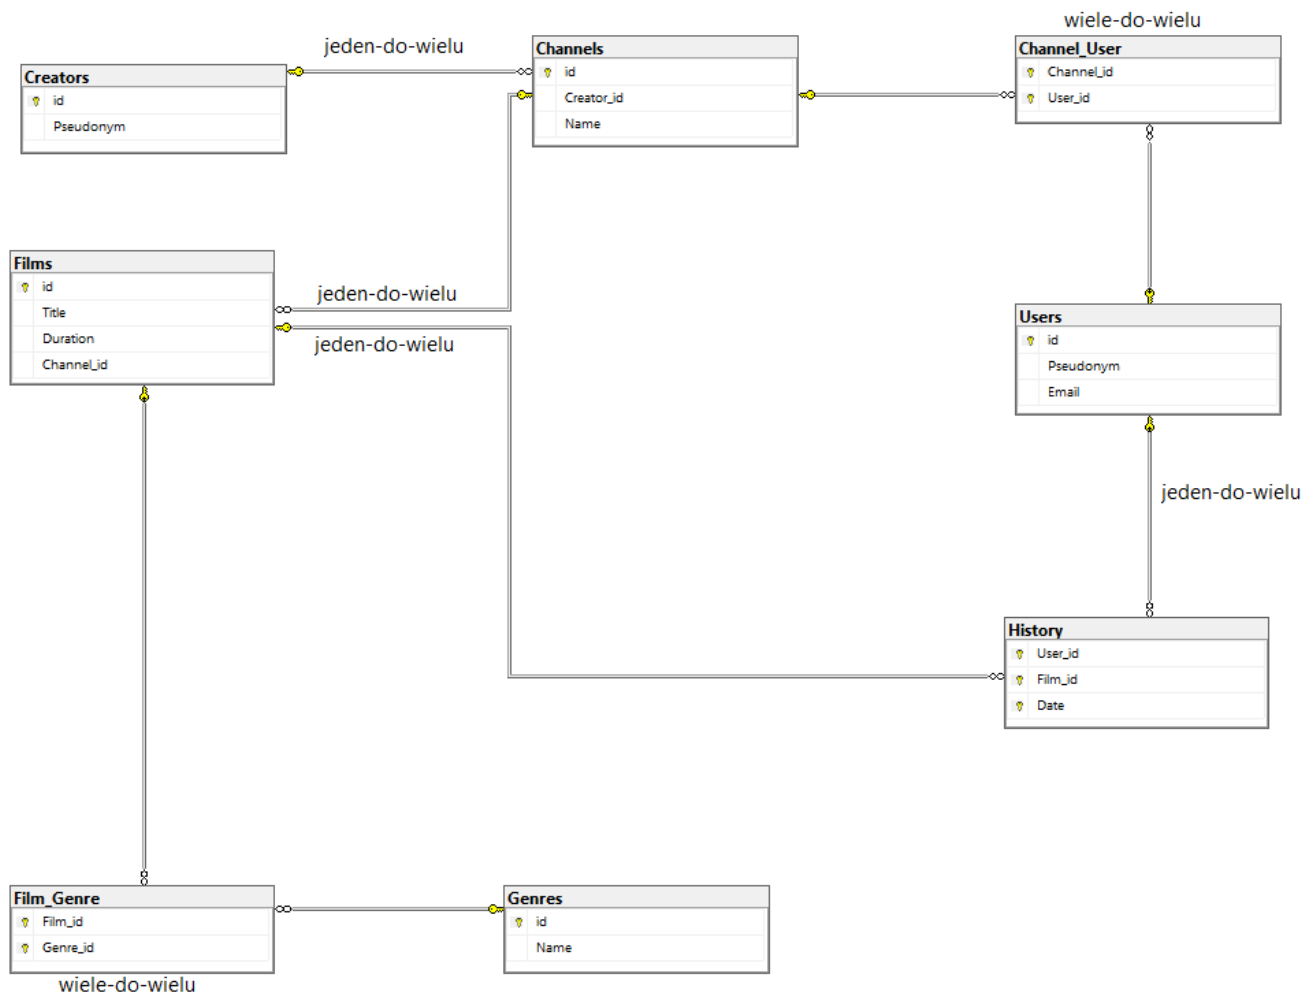 wiele-do-wielu
jeden-do-wielu
Creators
id
Pseudonym
Channels
id
Creator_id
Name
Channel_User
Channel_id
User_id
Films
id
Title
Duration
Channel_id
jeden-do-wielu
jeden-do-wielu
Users
id
Pseudonym
Email
jeden-do-wielu
History
User_id
Film_id
Date
Film_Genre
Film_id
Genre_id
wiele-do-wielu
Genres
id
Name